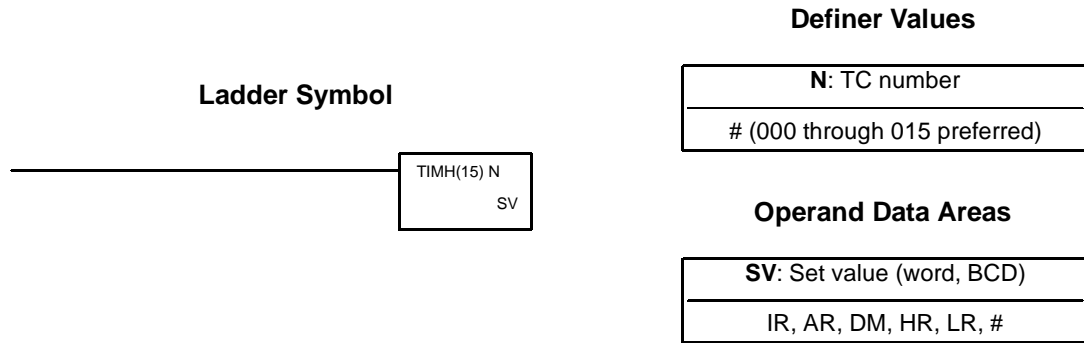 Ladder Symbol
TIMH(15) N
SV
Definer Values
N: TC number
# (000 through 015 preferred)
Operand Data Areas
SV: Set value (word, BCD)
IR, AR, DM, HR, LR, #